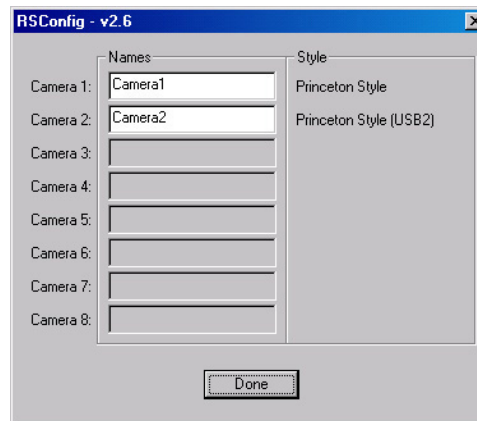 RSConfig - v2.6
Names Style
Camera 1: Camera1 Princeton Style
Camera 2: Camera2 Princeton Style (USB2)
Camera 3:
Camera 4:
Camera 5:
Camera 6:
Camera 7:
Camera 8:
Done